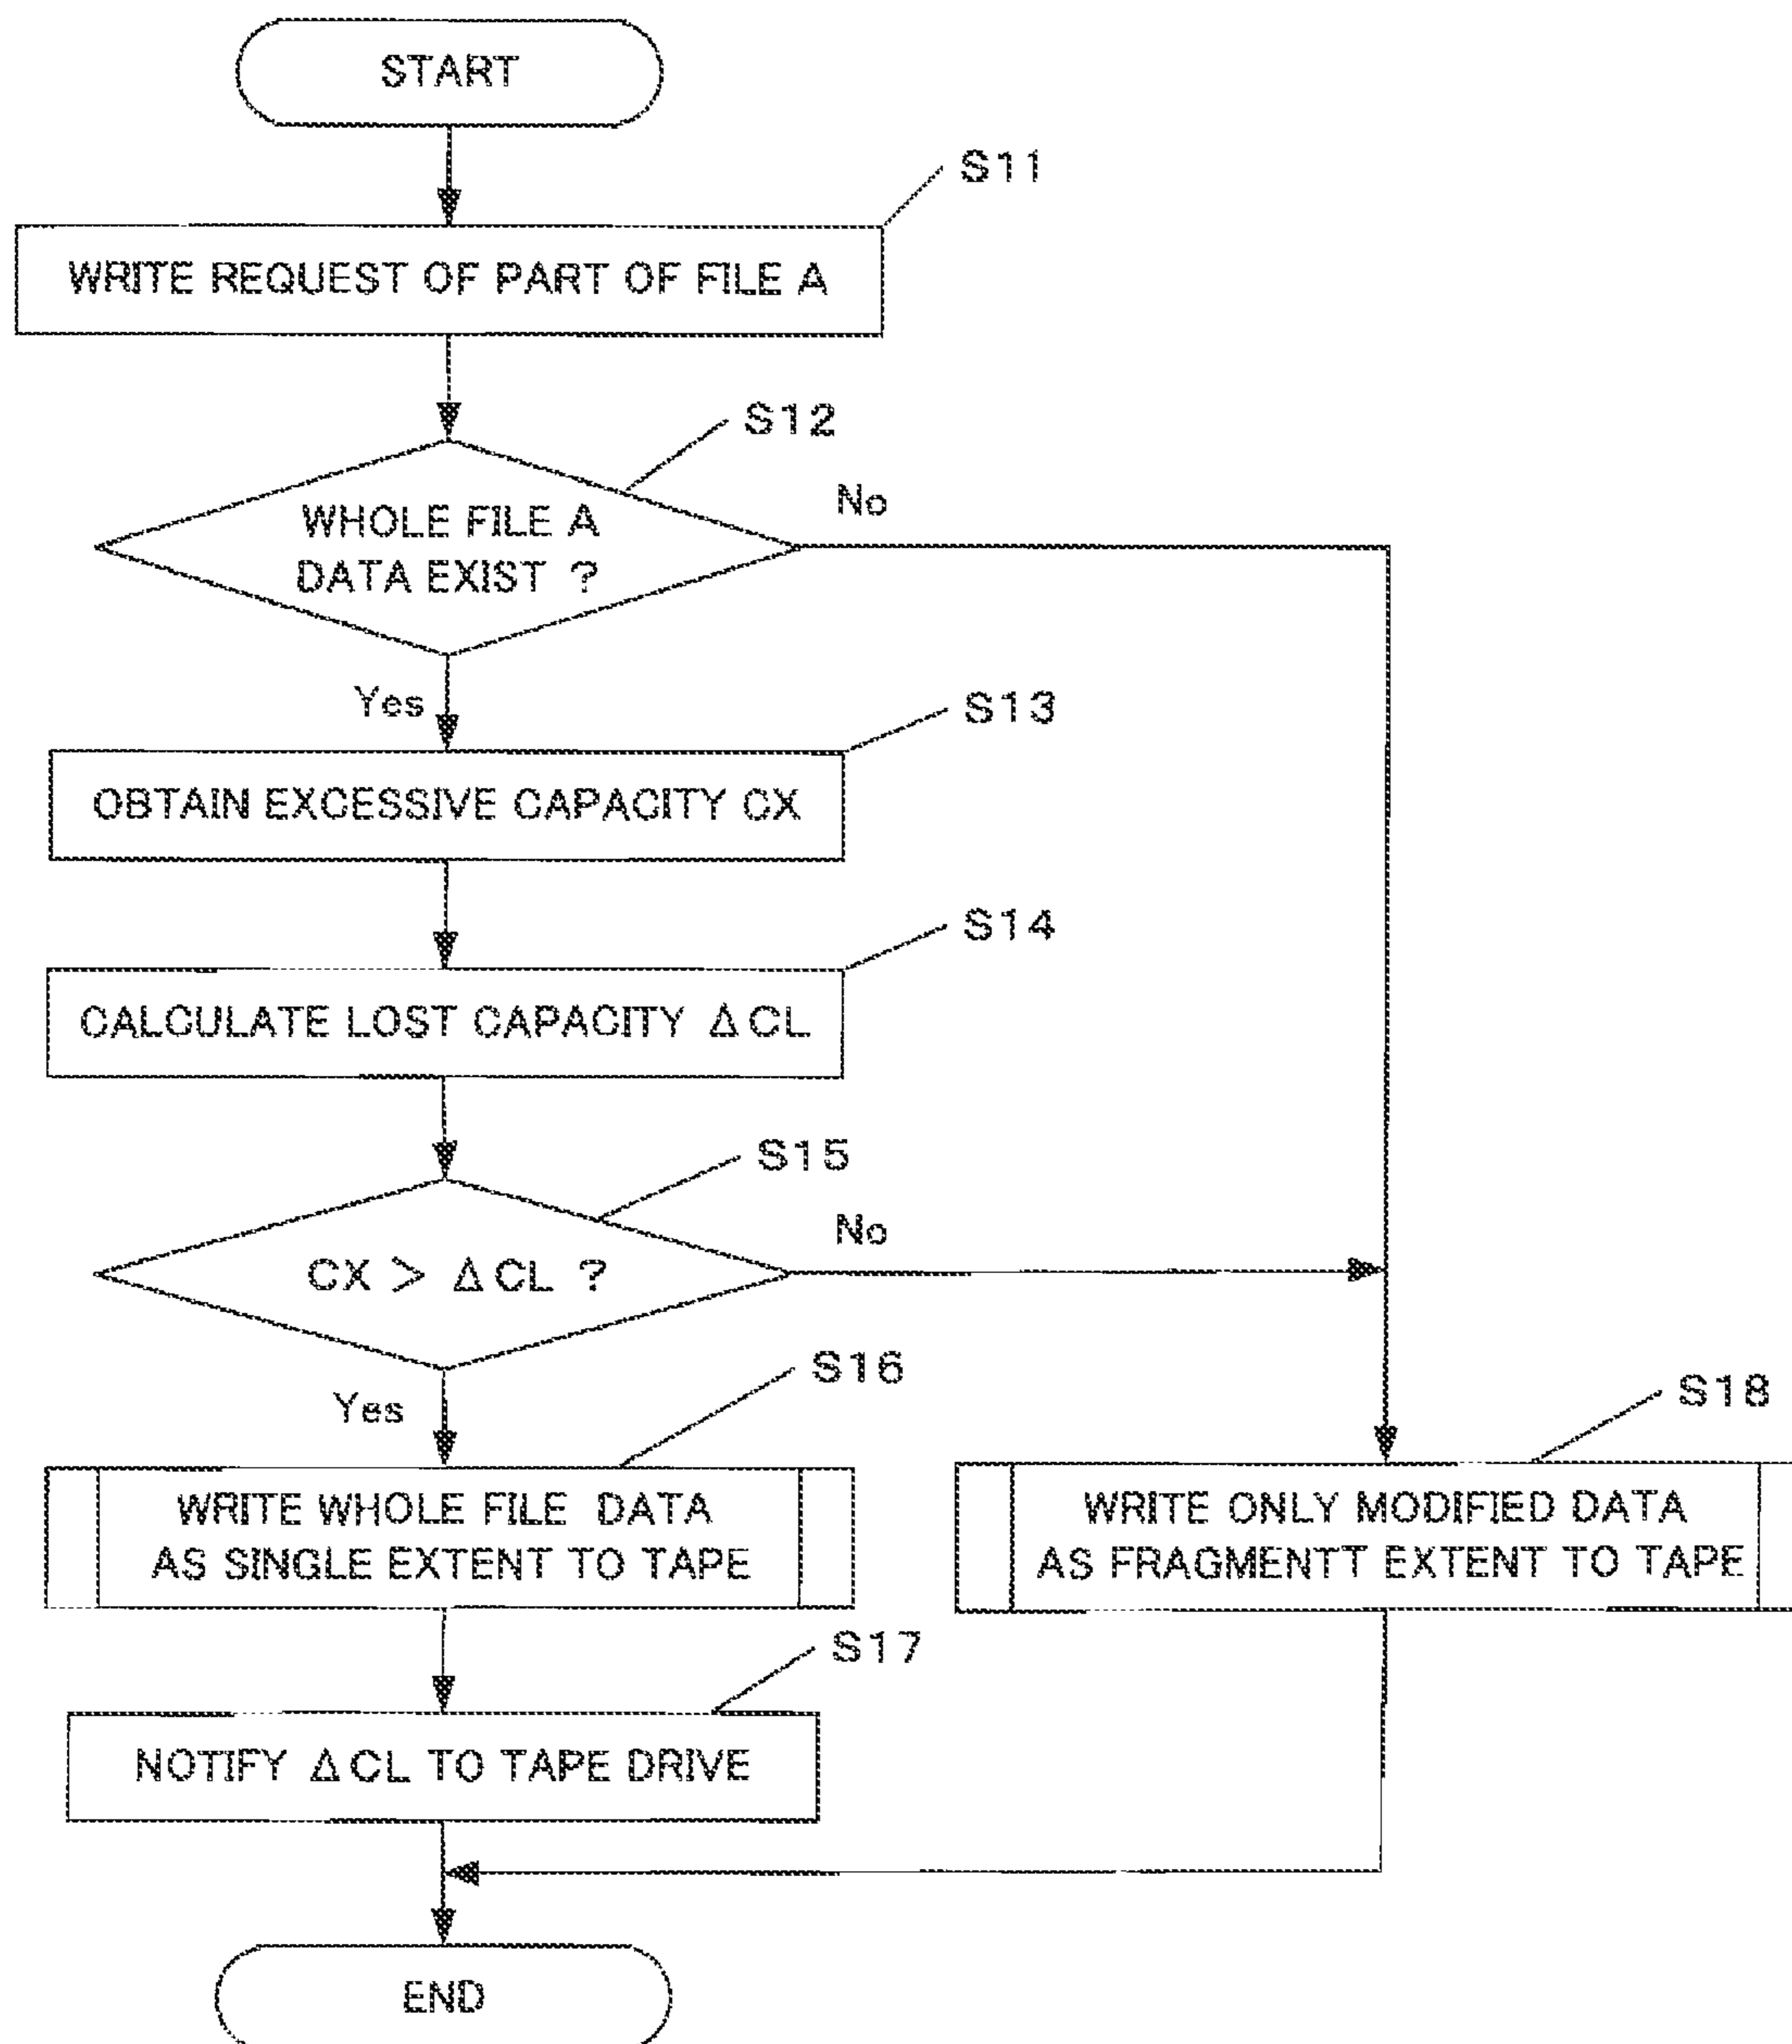 START
S11
WRITE REQUEST OF PART OF FILE A
S12
WHOLE FILE A
DATA EXIST ?
No
Yes
S13
OBTAIN EXCESSIVE CAPACITY CX
S14
CALCULATE LOST CAPACITY ΔCL
S15
CX > ΔCL ?
No
Yes
S16
WRITE WHOLE FILE DATA
AS SINGLE EXTENT TO TAPE
S18
WRITE ONLY MODIFIED DATA
AS FRAGMENTT EXTENT TO TAPE
S17
NOTIFY ΔCL TO TAPE DRIVE
END